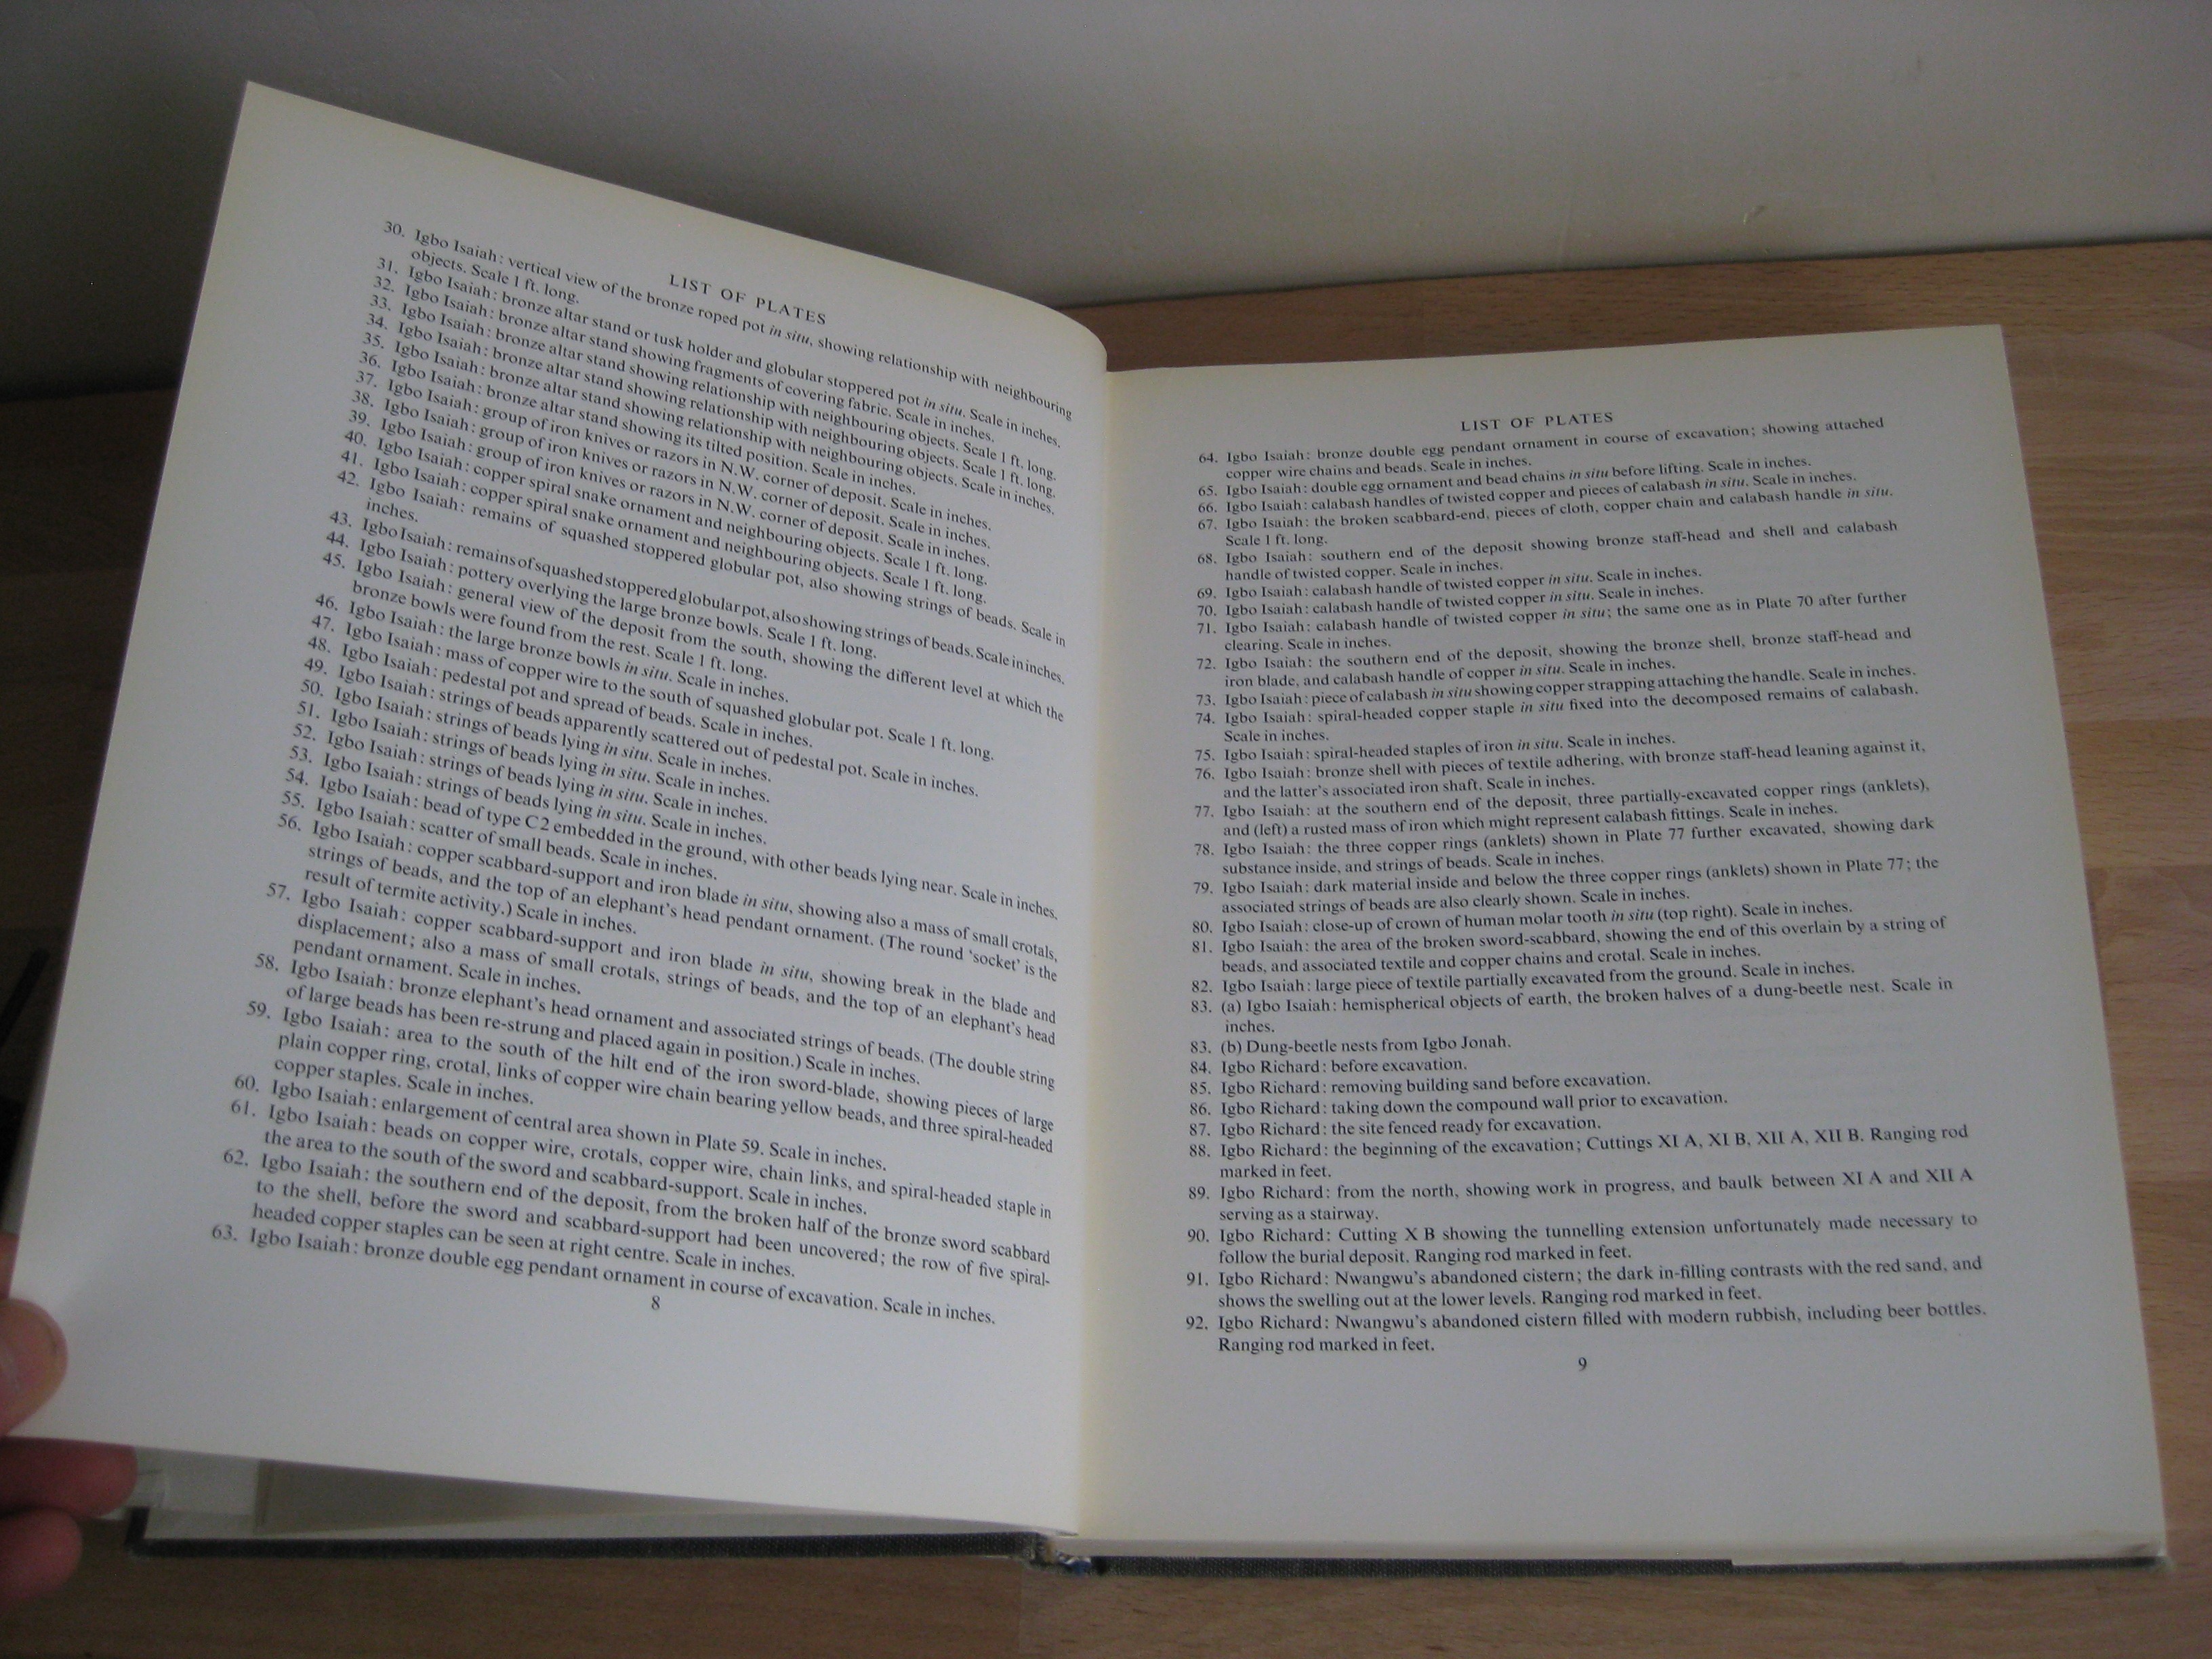 LIST OF PLATES
30. Igbo Isaiah: vertical view of the bronze roped pot in situ, showing relationship with neighbouring
objects. Scale 1 ft. long.
31. Igbo Isaiah: bronze altar stand or tusk holder and globular stoppered pot in situ. Scale in inches.
32. Igbo Isaiah: bronze altar stand showing fragments of covering fabric. Scale in inches.
33. Igbo Isaiah: bronze altar stand showing relationship with neighbouring objects. Scale 1 ft. long.
34. Igbo Isaiah: bronze altar stand showing relationship with neighbouring objects. Scale 1 ft. long.
35. Igbo Isaiah: bronze altar stand showing relationship with neighbouring objects. Scale in inches.
36. Igbo Isaiah: bronze altar stand showing its tilted position. Scale in inches.
37. Igbo Isaiah: group of iron knives or razors in N.W. corner of deposit. Scale in inches.
38. Igbo Isaiah: group of iron knives or razors in N.W. corner of deposit. Scale in inches.
39. Igbo Isaiah: group of iron knives or razors in N.W. corner of deposit. Scale in inches.
40. Igbo Isaiah: copper spiral snake ornament and neighbouring objects. Scale 1 ft. long.
41. Igbo Isaiah: copper spiral snake ornament and neighbouring objects. Scale 1 ft. long.
42. Igbo Isaiah: remains of squashed stoppered globular pot, also showing strings of beads. Scale in
inches.
43. Igbo Isaiah: remains of squashed stoppered globular pot, also showing strings of beads. Scale in inches.
44. Igbo Isaiah: pottery overlying the large bronze bowls. Scale 1 ft. long.
45. Igbo Isaiah: general view of the deposit from the south, showing the different level at which the
bronze bowls were found from the rest. Scale 1 ft. long.
46. Igbo Isaiah: the large bronze bowls in situ. Scale in inches.
47. Igbo Isaiah: mass of copper wire to the south of squashed globular pot. Scale 1 ft. long.
48. Igbo Isaiah: pedestal pot and spread of beads. Scale in inches.
49. Igbo Isaiah: strings of beads apparently scattered out of pedestal pot. Scale in inches.
50. Igbo Isaiah: strings of beads lying in situ. Scale in inches.
51. Igbo Isaiah: strings of beads lying in situ. Scale in inches.
52. Igbo Isaiah: strings of beads lying in situ. Scale in inches.
53. Igbo Isaiah: strings of beads lying in situ. Scale in inches.
54. Igbo Isaiah: bead of type C2 embedded in the ground, with other beads lying near. Scale in inches.
55. Igbo Isaiah: scatter of small beads. Scale in inches.
56. Igbo Isaiah: copper scabbard-support and iron blade in situ, showing also a mass of small crotals,
strings of beads, and the top of an elephant's head pendant ornament. (The round 'socket' is the
result of termite activity.) Scale in inches.
57. Igbo Isaiah: copper scabbard-support and iron blade in situ, showing break in the blade and
displacement; also a mass of small crotals, strings of beads, and the top of an elephant's head
pendant ornament. Scale in inches.
58. Igbo Isaiah: bronze elephant's head ornament and associated strings of beads. (The double string
of large beads has been re-strung and placed again in position.) Scale in inches.
59. Igbo Isaiah: area to the south of the hilt end of the iron sword-blade, showing pieces of large
plain copper ring, crotal, links of copper wire chain bearing yellow beads, and three spiral-headed
copper staples. Scale in inches.
60. Igbo Isaiah: enlargement of central area shown in Plate 59. Scale in inches.
61. Igbo Isaiah: beads on copper wire, crotals, copper wire, chain links, and spiral-headed staple in
the area to the south of the sword and scabbard-support. Scale in inches.
62. Igbo Isaiah: the southern end of the deposit, from the broken half of the bronze sword scabbard
to the shell, before the sword and scabbard-support had been uncovered; the row of five spiral-
headed copper staples can be seen at right centre. Scale in inches.
63. Igbo Isaiah: bronze double egg pendant ornament in course of excavation. Scale in inches.
8
LIST OF PLATES
64. Igbo Isaiah: bronze double egg pendant ornament in course of excavation; showing attached
copper wire chains and beads. Scale in inches.
65. Igbo Isaiah: double egg ornament and bead chains in situ before lifting. Scale in inches.
66. Igbo Isaiah: calabash handles of twisted copper and pieces of calabash in situ. Scale in inches.
67. Igbo Isaiah: the broken scabbard-end, pieces of cloth, copper chain and calabash handle in situ.
Scale 1 ft. long.
68. Igbo Isaiah: southern end of the deposit showing bronze staff-head and shell and calabash
handle of twisted copper. Scale in inches.
69. Igbo Isaiah: calabash handle of twisted copper in situ. Scale in inches.
70. Igbo Isaiah: calabash handle of twisted copper in situ. Scale in inches.
71. Igbo Isaiah: calabash handle of twisted copper in situ; the same one as in Plate 70 after further
clearing. Scale in inches.
72. Igbo Isaiah: the southern end of the deposit, showing the bronze shell, bronze staff-head and
iron blade, and calabash handle of copper in situ. Scale in inches.
73. Igbo Isaiah: piece of calabash in situ showing copper strapping attaching the handle. Scale in inches.
74. Igbo Isaiah: spiral-headed copper staple in situ fixed into the decomposed remains of calabash.
Scale in inches.
75. Igbo Isaiah: spiral-headed staples of iron in situ. Scale in inches.
76. Igbo Isaiah: bronze shell with pieces of textile adhering, with bronze staff-head leaning against it,
and the latter's associated iron shaft. Scale in inches.
77. Igbo Isaiah: at the southern end of the deposit, three partially-excavated copper rings (anklets),
and (left) a rusted mass of iron which might represent calabash fittings. Scale in inches.
78. Igbo Isaiah: the three copper rings (anklets) shown in Plate 77 further excavated, showing dark
substance inside, and strings of beads. Scale in inches.
79. Igbo Isaiah: dark material inside and below the three copper rings (anklets) shown in Plate 77; the
associated strings of beads are also clearly shown. Scale in inches.
80. Igbo Isaiah: close-up of crown of human molar tooth in situ (top right). Scale in inches.
81. Igbo Isaiah: the area of the broken sword-scabbard, showing the end of this overlain by a string of
beads, and associated textile and copper chains and crotal. Scale in inches.
82. Igbo Isaiah: large piece of textile partially excavated from the ground. Scale in inches.
83. (a) Igbo Isaiah: hemispherical objects of earth, the broken halves of a dung-beetle nest. Scale in
inches.
83. (b) Dung-beetle nests from Igbo Jonah.
84. Igbo Richard: before excavation.
85. Igbo Richard: removing building sand before excavation.
86. Igbo Richard: taking down the compound wall prior to excavation.
87. Igbo Richard: the site fenced ready for excavation.
88. Igbo Richard: the beginning of the excavation; Cuttings XI A, XI B, XII A, XII B. Ranging rod
marked in feet.
89. Igbo Richard: from the north, showing work in progress, and baulk between XI A and XII A
serving as a stairway.
90. Igbo Richard: Cutting X B showing the tunnelling extension unfortunately made necessary to
follow the burial deposit. Ranging rod marked in feet.
91. Igbo Richard: Nwangwu's abandoned cistern; the dark in-filling contrasts with the red sand, and
shows the swelling out at the lower levels. Ranging rod marked in feet.
92. Igbo Richard: Nwangwu's abandoned cistern filled with modern rubbish, including beer bottles.
Ranging rod marked in feet.
9